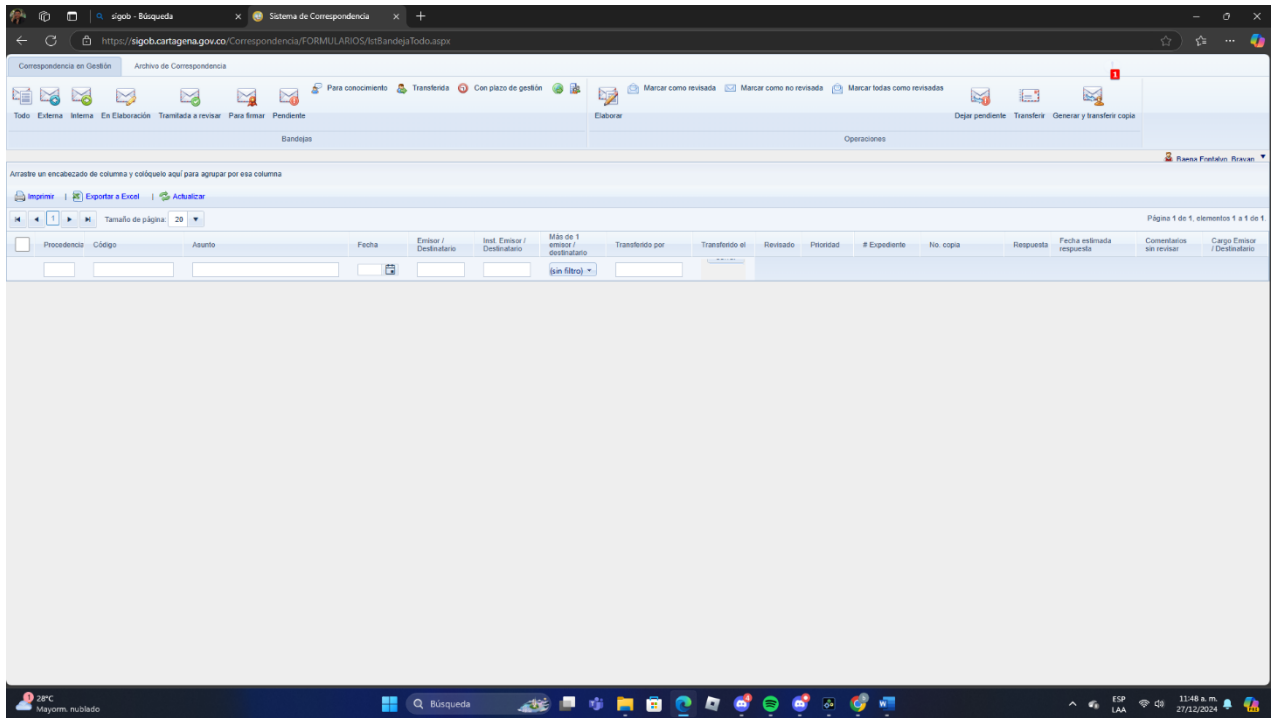 sigob - Búsqueda
Sistema de Correspondencia
https://sigob.cartagena.gov.co/Correspondencia/FORMULARIOS/lstBandejaTodo.aspx
Correspondencia en Gestión Archivo de Correspondencia
1
Para conocimiento Transferida Con plazo de gestión Marcar como revisada Marcar como no revisada Marcar todas como revisadas
Todo Externa Interna En Elaboración Tramitada a revisar Para firmar Pendiente Elaborar Dejar pendiente Transferir Generar y transferir copia
Bandejas Operaciones
Baena Fontalvo, Brayan
Arrastre un encabezado de columna y colóquelo aquí para agrupar por esa columna
Imprimir | Exportar a Excel | Actualizar
1 Tamaño de página: 20 Página 1 de 1, elementos 1 a 1 de 1.
Procedencia Código Asunto Fecha Emisor / Destinatario Inst. Emisor / Destinatario Más de 1 emisor / destinatario Transferido por Transferido el Revisado Prioridad # Expediente No. copia Respuesta Fecha estimada respuesta Comentarios sin revisar Cargo Emisor / Destinatario
(sin filtro)
1
28°C
Mayorm. nublado
Búsqueda
ESP
LAA
11:48 a. m.
27/12/2024